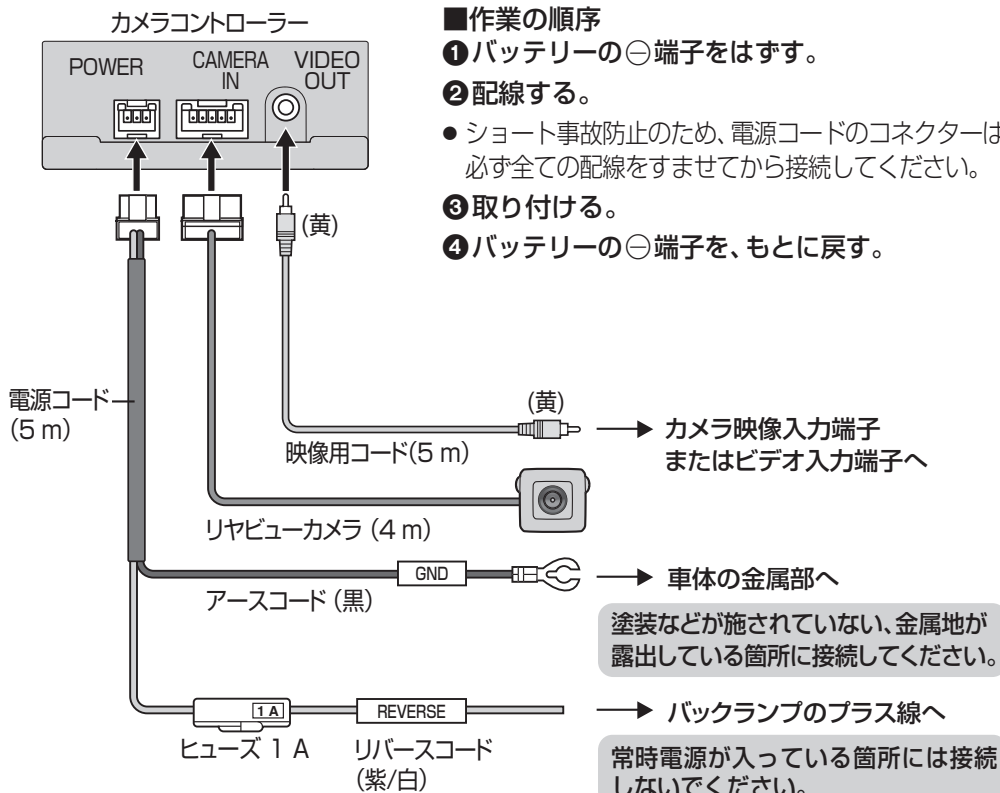 カメラコントローラー
POWER
CAMERA
IN
VIDEO
OUT
■作業の順序
❶バッテリーの㊀端子をはずす。
❷配線する。
● ショート事故防止のため、電源コードのコネクターは
必ず全ての配線をすませてから接続してください。
❸取り付ける。
❹バッテリーの㊀端子を、もとに戻す。
(黄)
電源コード
(5 m)
(黄)
映像用コード(5 m)
カメラ映像入力端子
またはビデオ入力端子へ
リヤビューカメラ (4 m)
GND
アースコード (黒)
車体の金属部へ
塗装などが施されていない、金属地が
露出している箇所に接続してください。
1 A
REVERSE
バックランプのプラス線へ
ヒューズ 1 A
リバースコード
(紫/白)
常時電源が入っている箇所には接続
しないでください。